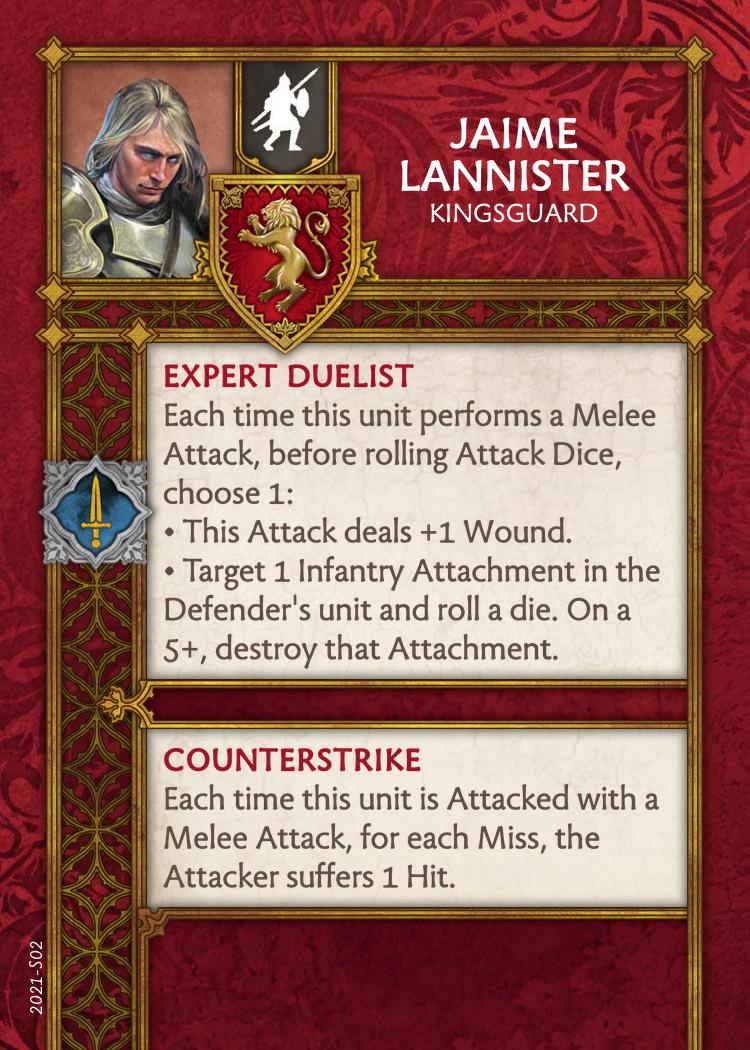 JAIME
LANNISTER
KINGSGUARD
EXPERT DUELIST
Each time this unit performs a Melee
Attack, before rolling Attack Dice,
choose 1:
• This Attack deals +1 Wound.
• Target 1 Infantry Attachment in the
Defender's unit and roll a die. On a
5+, destroy that Attachment.
COUNTERSTRIKE
Each time this unit is Attacked with a
Melee Attack, for each Miss, the
Attacker suffers 1 Hit.
2021-S02